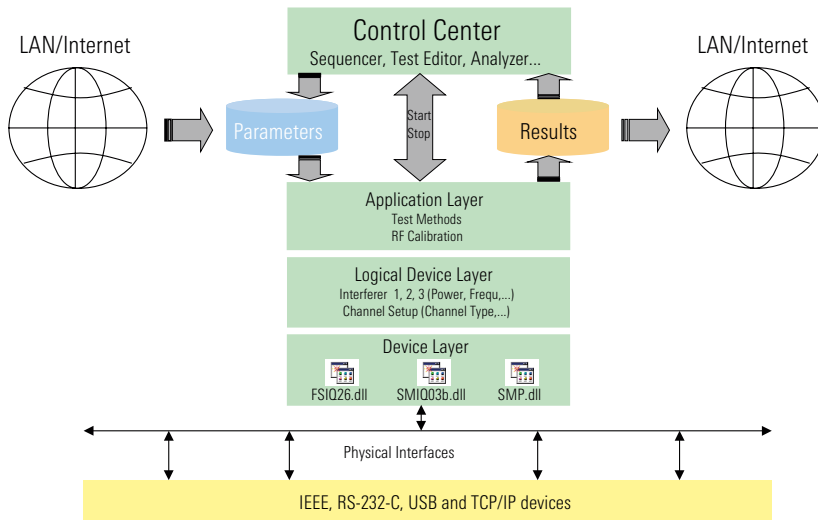 Control Center
Sequencer, Test Editor, Analyzer...
LAN/Internet
LAN/Internet
Parameters
Start
Stop
Results
Application Layer
Test Methods
RF Calibration
Logical Device Layer
Interferer 1, 2, 3 (Power, Frequ,...)
Channel Setup (Channel Type,...)
Device Layer
FSIQ26.dll
SMIQ03b.dll
SMP.dll
Physical Interfaces
IEEE, RS-232-C, USB and TCP/IP devices